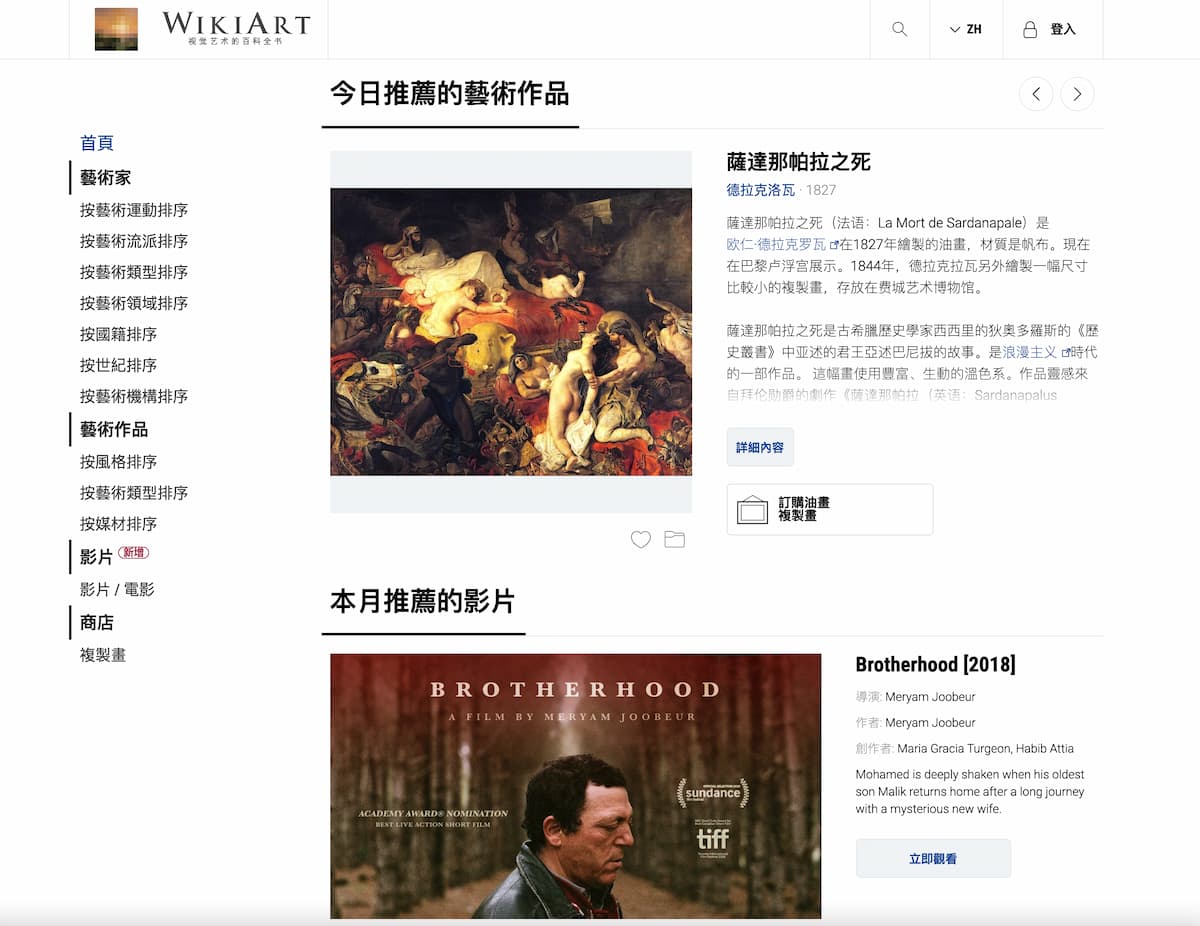 WIKIART
视觉艺术的百科全书
ZH
登入
首頁
藝術家
按藝術運動排序
按藝術流派排序
按藝術類型排序
按藝術領域排序
按國籍排序
按世紀排序
按藝術機構排序
藝術作品
按風格排序
按藝術類型排序
按媒材排序
影片 新增
影片 / 電影
商店
複製畫
今日推薦的藝術作品
薩達那帕拉之死
德拉克洛瓦 · 1827
薩達那帕拉之死（法语：La Mort de Sardanapale）是
欧仁·德拉克罗瓦 在1827年繪製的油畫，材質是帆布。現在
在巴黎卢浮宫展示。1844年，德拉克拉瓦另外繪製一幅尺寸
比較小的複製畫，存放在费城艺术博物馆。
薩達那帕拉之死是古希臘歷史學家西西里的狄奧多羅斯的《歷
史叢書》中亚述的君王亞述巴尼拔的故事。是浪漫主义 時代
的一部作品。 這幅畫使用豐富、生動的溫色系。作品靈感來
自拜伦勋爵的劇作《薩達那帕拉（英语：Sardanapalus
詳細內容
訂購油畫
複製畫
本月推薦的影片
BROTHERHOOD
A FILM BY MERYAM JOOBEUR
ACADEMY AWARD® NOMINATION
BEST LIVE ACTION SHORT FILM
sundance
tiff
Brotherhood [2018]
導演: Meryam Joobeur
作者: Meryam Joobeur
創作者: Maria Gracia Turgeon, Habib Attia
Mohamed is deeply shaken when his oldest
son Malik returns home after a long journey
with a mysterious new wife.
立即觀看